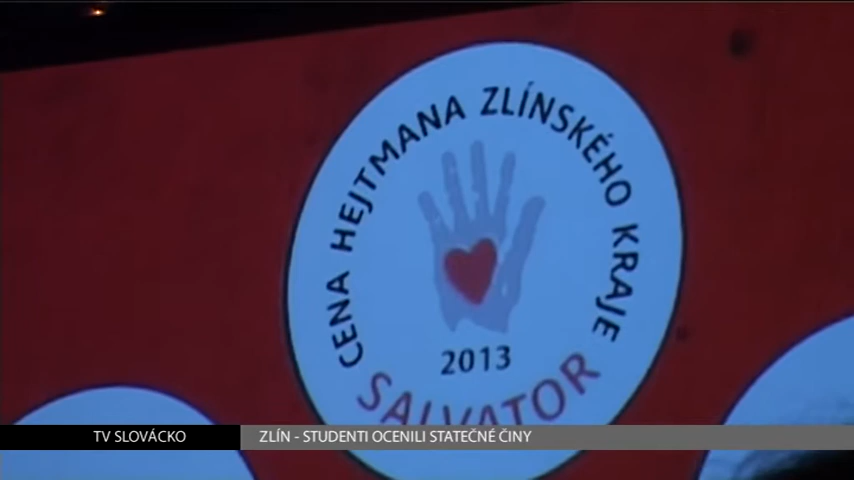 CENA HEJTMANA ZLÍNSKÉHO KRAJE
2013
SALVATOR
TV SLOVÁCKO
ZLÍN - STUDENTI OCENILI STATEČNÉ ČINY